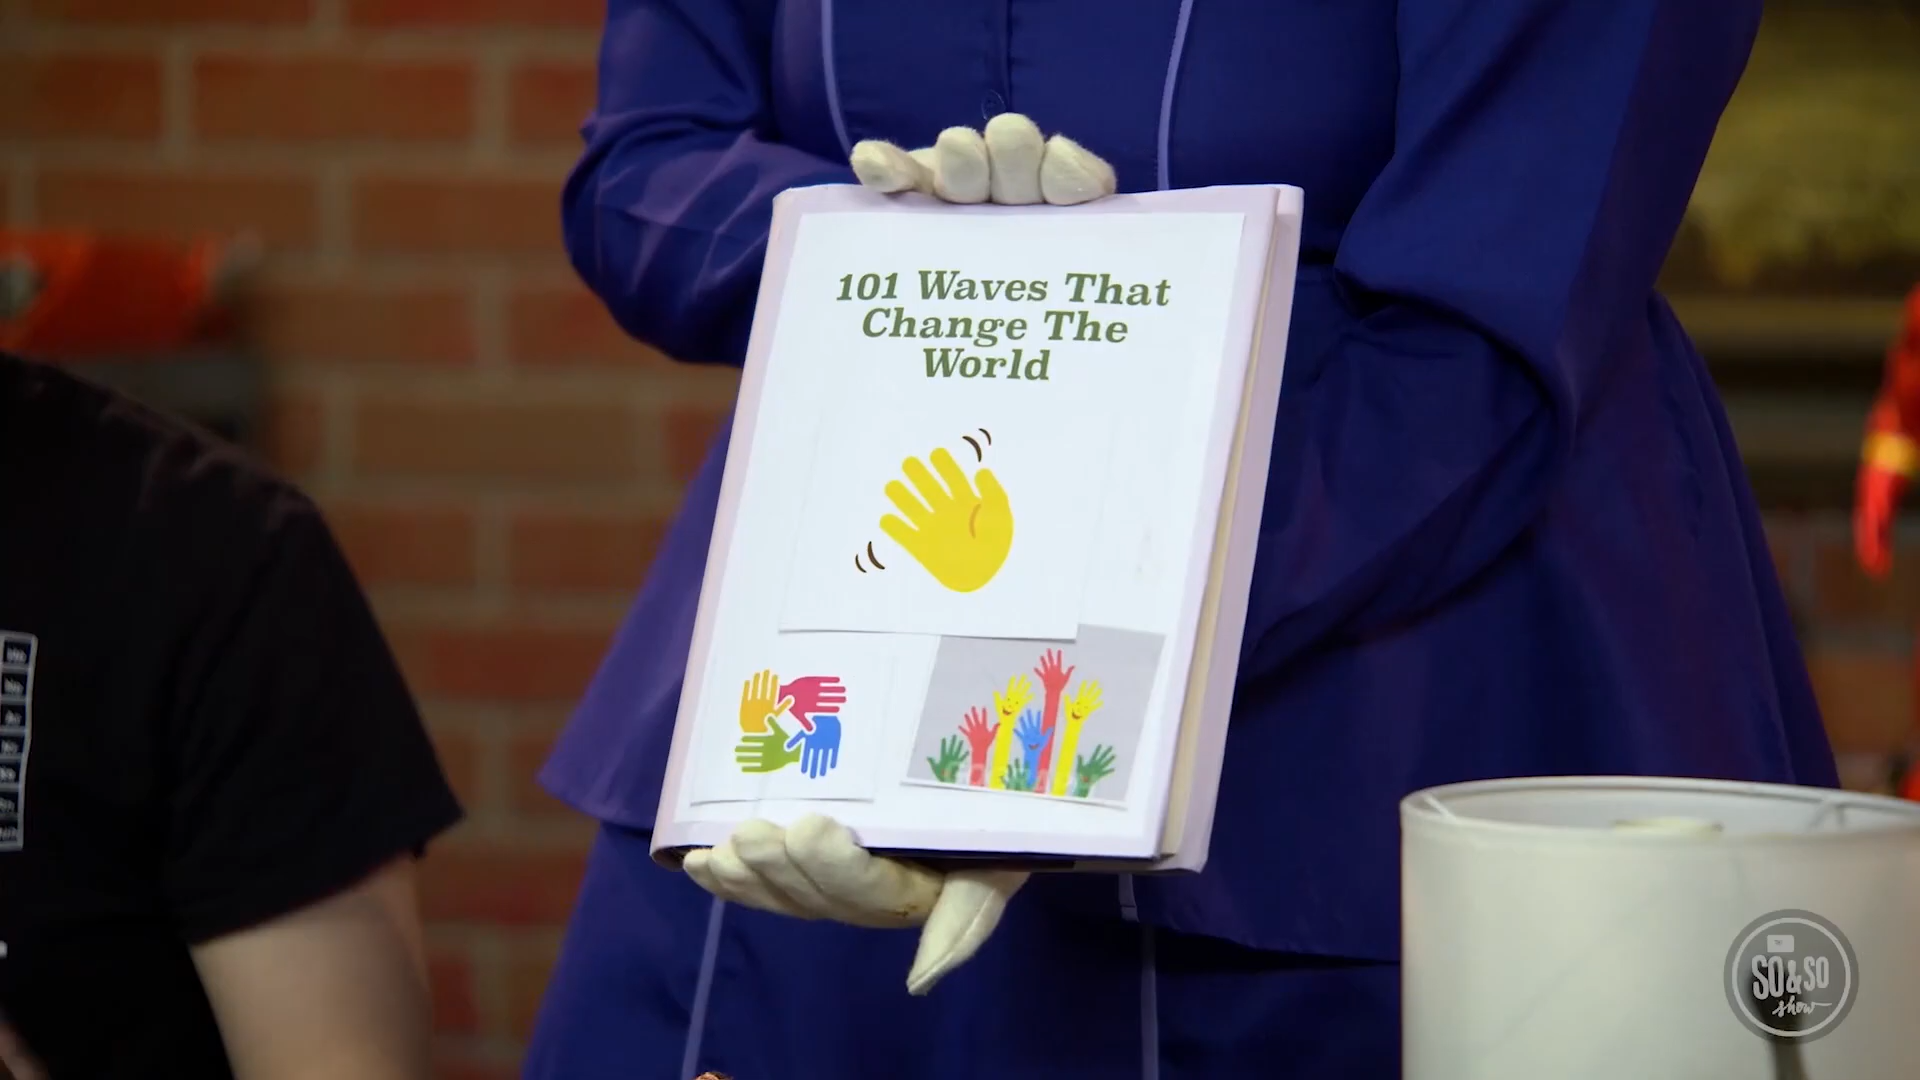 101 Waves That
Change The
World
SO & SO
show